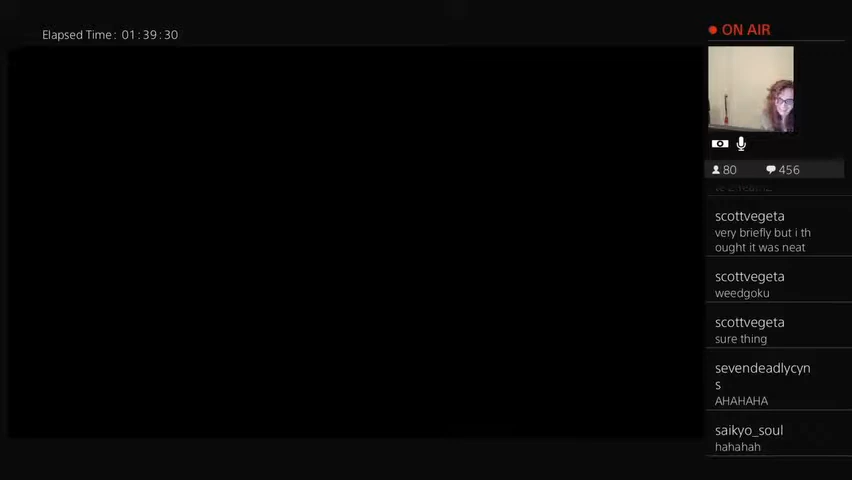 Elapsed Time: 01:39:30
ON AIR
80 456
scottvegeta
very briefly but i th
ought it was neat
scottvegeta
weedgoku
scottvegeta
sure thing
sevendeadlycyn
s
AHAHAHA
saikyo_soul
hahahah